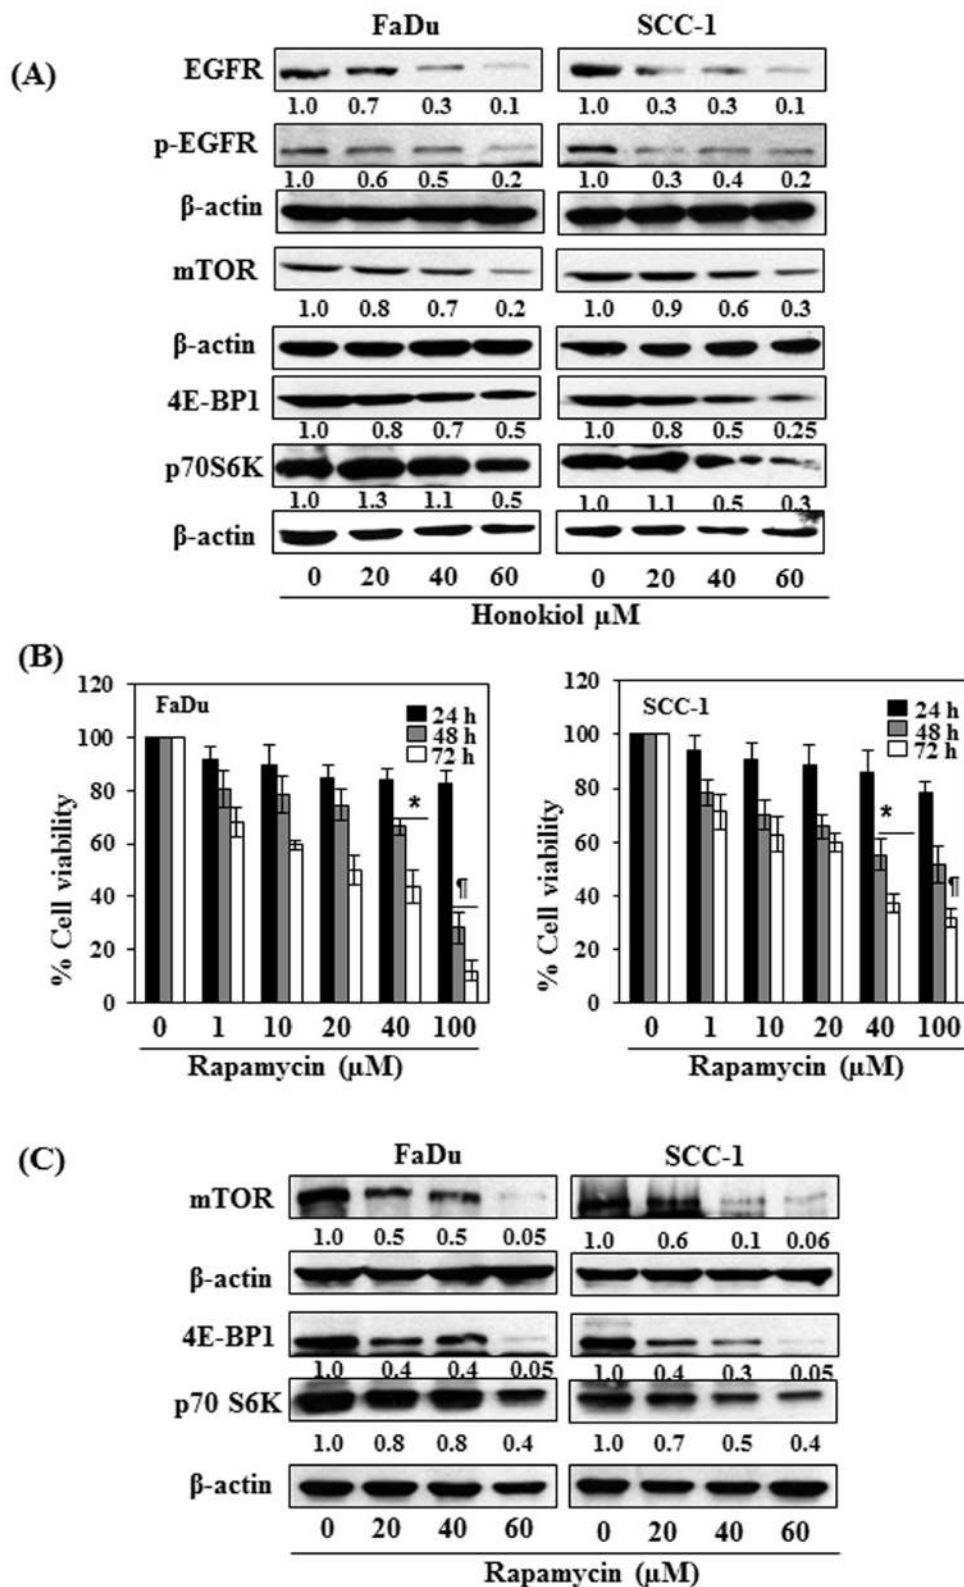 FaDu SCC-1
(A)
EGFR
1.0 0.7 0.3 0.1 1.0 0.3 0.3 0.1
p-EGFR
1.0 0.6 0.5 0.2 1.0 0.3 0.4 0.2
β-actin
mTOR
1.0 0.8 0.7 0.2 1.0 0.9 0.6 0.3
β-actin
4E-BP1
1.0 0.8 0.7 0.5 1.0 0.8 0.5 0.25
p70S6K
1.0 1.3 1.1 0.5 1.0 1.1 0.5 0.3
β-actin
0 20 40 60 0 20 40 60
Honokiol µM
(B)
% Cell viability
120
100
80
60
40
20
0
FaDu
24 h
48 h
72 h
*
¶
0 1 10 20 40 100
Rapamycin (µM)
% Cell viability
120
100
80
60
40
20
0
SCC-1
24 h
48 h
72 h
*
¶
0 1 10 20 40 100
Rapamycin (µM)
(C)
FaDu SCC-1
mTOR
1.0 0.5 0.5 0.05 1.0 0.6 0.1 0.06
β-actin
4E-BP1
1.0 0.4 0.4 0.05 1.0 0.4 0.3 0.05
p70 S6K
1.0 0.8 0.8 0.4 1.0 0.7 0.5 0.4
β-actin
0 20 40 60 0 20 40 60
Rapamycin (µM)